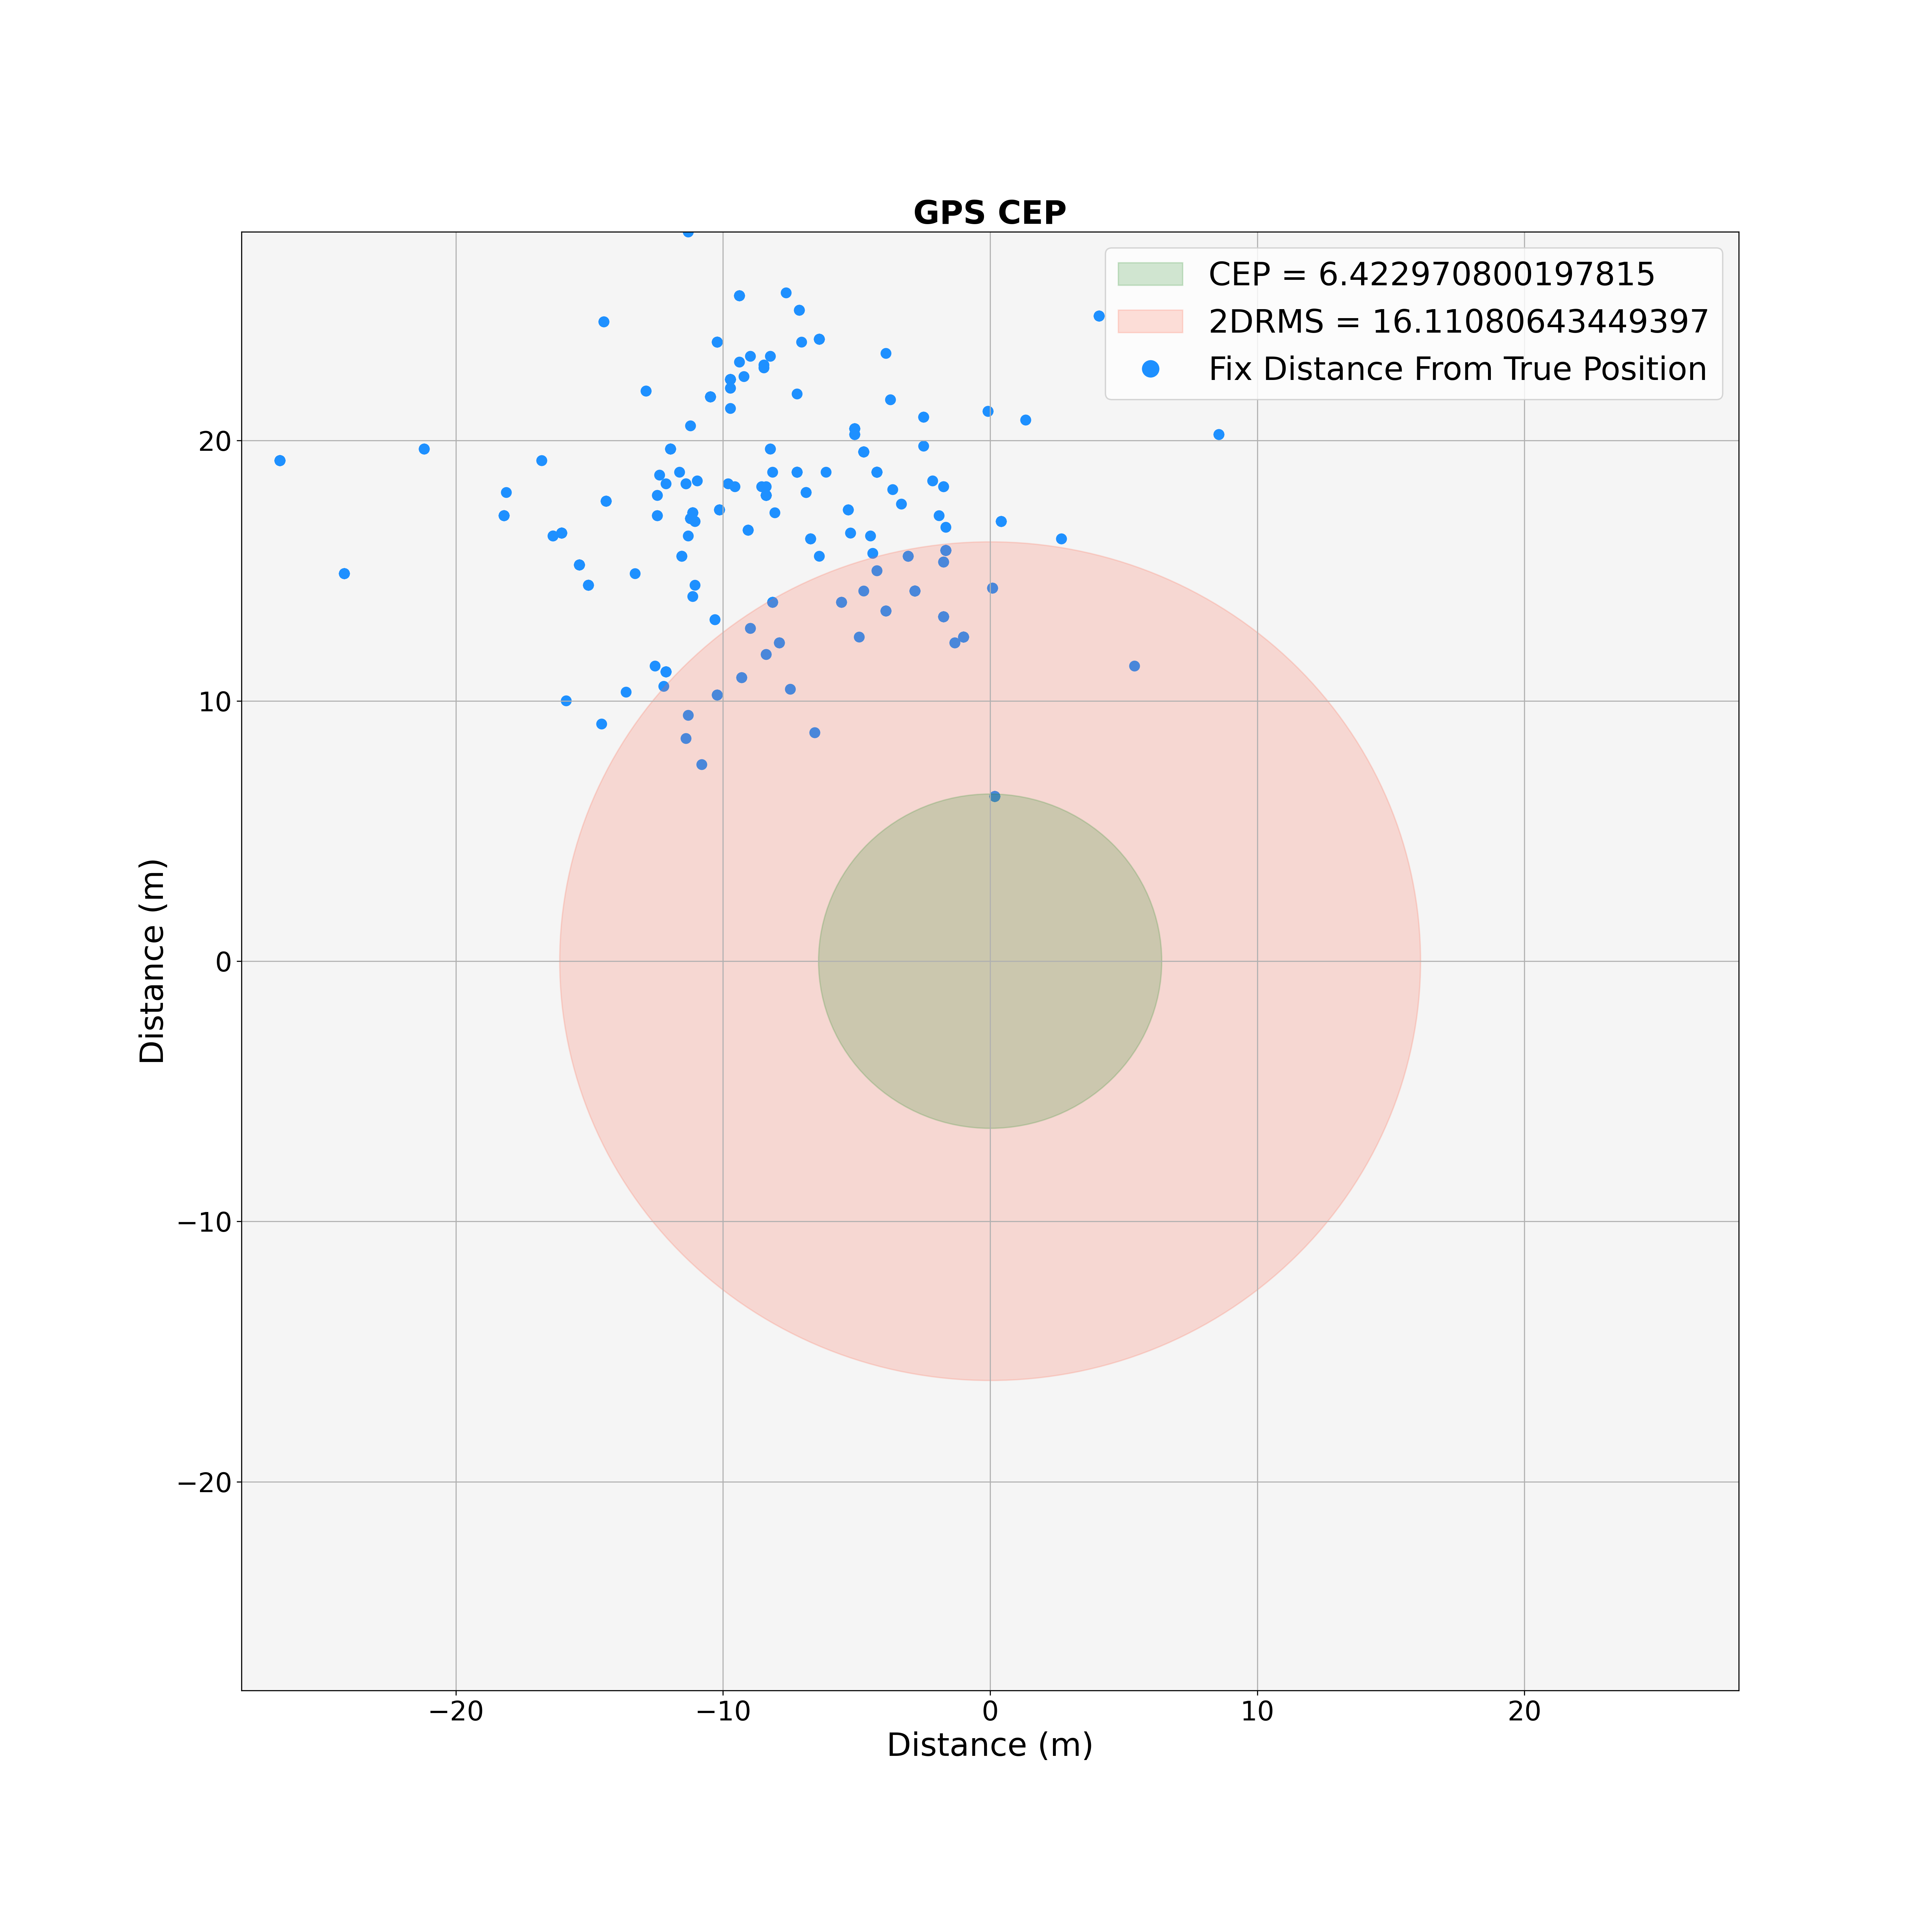 GPS CEP
CEP = 6.422970800197815
2DRMS = 16.11080643449397
Fix Distance From True Position
20
10
0
−10
−20
Distance (m)
−20
−10
0
10
20
Distance (m)